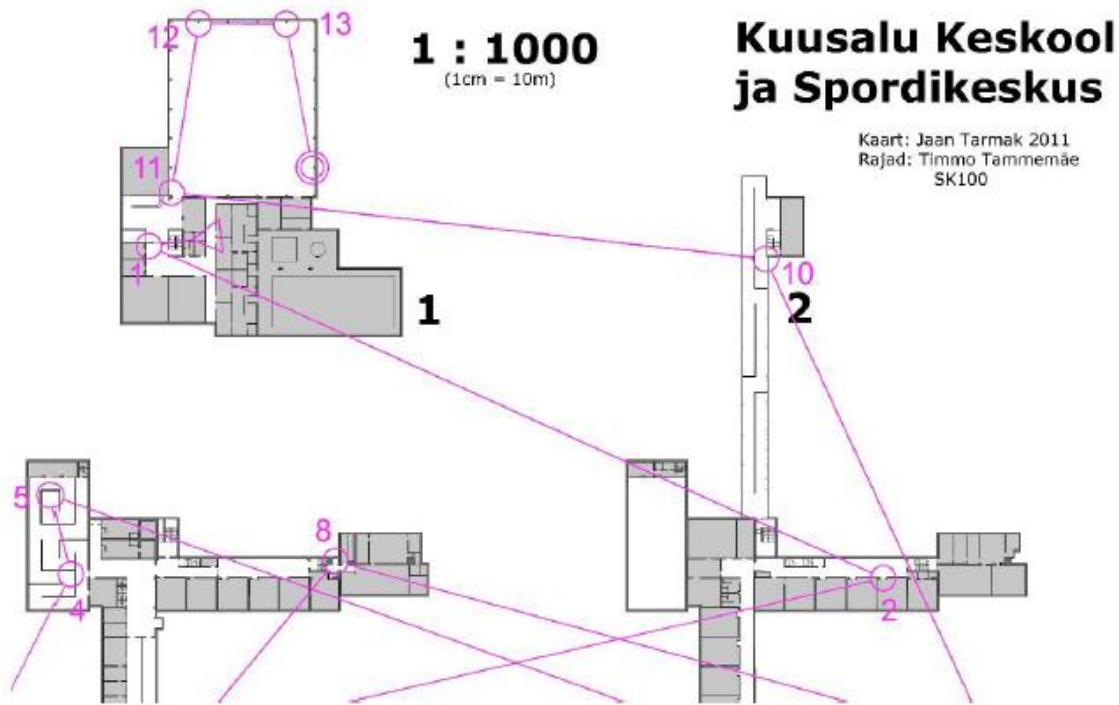 Kuusalu Keskool
ja Spordikeskus
1 : 1000
(1cm = 10m)
Kaart: Jaan Tarmak 2011
Rajad: Timmo Tammemäe
SK100
12
13
11
1
1
10
2
5
8
4
2